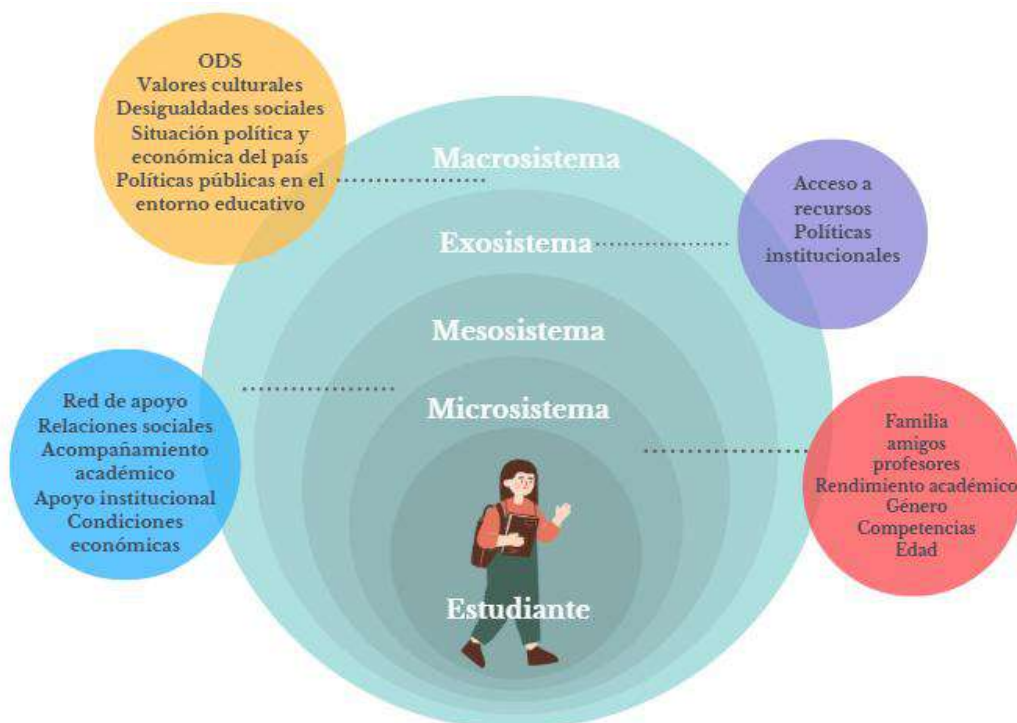 ODS
Valores culturales
Desigualdades sociales
Situación política y
económica del país
Políticas públicas en el
entorno educativo
Macrosistema
Acceso a
recursos
Políticas
institucionales
Exosistema
Mesosistema
Microsistema
Red de apoyo
Relaciones sociales
Acompañamiento
académico
Apoyo institucional
Condiciones
económicas
Familia
amigos
profesores
Rendimiento académico
Género
Competencias
Edad
Estudiante